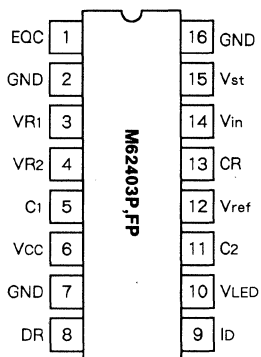 EQC 1 16 GND
GND 2 15 Vst
VR1 3 14 Vin
VR2 4 13 CR
C1 5 12 Vref
VCC 6 11 C2
GND 7 10 VLED
DR 8 9 ID
M62403P,FP